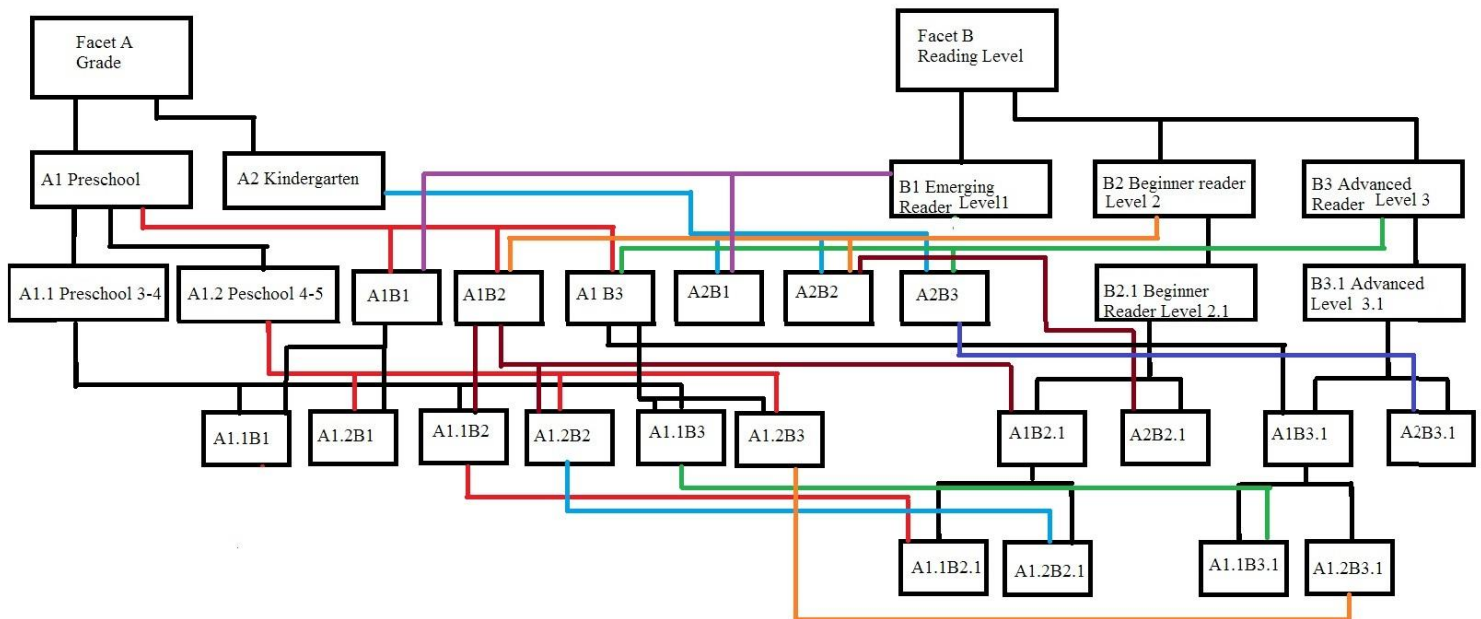 Facet A
Grade
Facet B
Reading Level
A1 Preschool
A2 Kindergarten
B1 Emerging
Reader Level1
B2 Beginner reader
Level 2
B3 Advanced
Reader Level 3
A1.1 Preschool 3-4
A1.2 Peschool 4-5
A1B1
A1B2
A1 B3
A2B1
A2B2
A2B3
B2.1 Beginner
Reader Level 2.1
B3.1 Advanced
Level 3.1
A1.1B1
A1.2B1
A1.1B2
A1.2B2
A1.1B3
A1.2B3
A1B2.1
A2B2.1
A1B3.1
A2B3.1
A1.1B2.1
A1.2B2.1
A1.1B3.1
A1.2B3.1